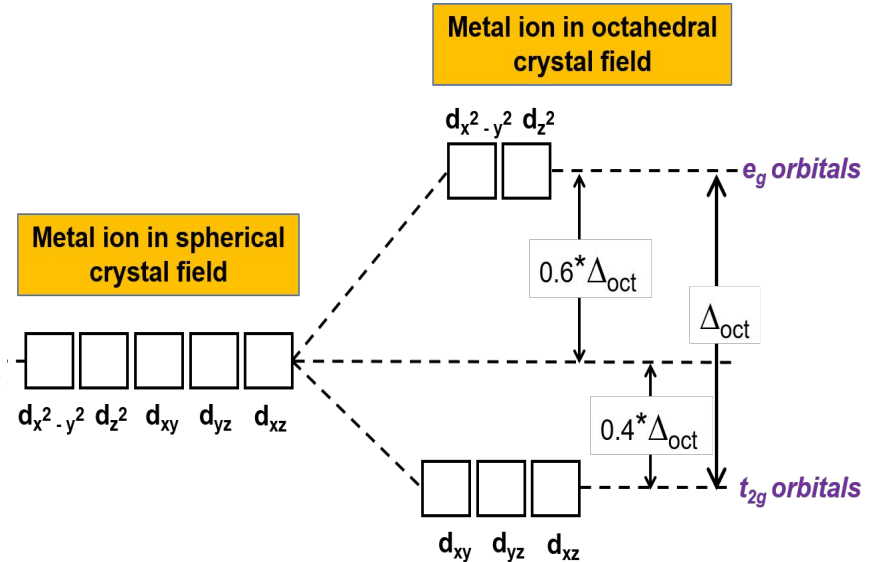 Metal ion in octahedral
crystal field
dx² - y² dz²
eg orbitals
Metal ion in spherical
crystal field
0.6*Δoct
Δoct
dx² - y² dz² dxy dyz dxz
0.4*Δoct
t2g orbitals
dxy dyz dxz